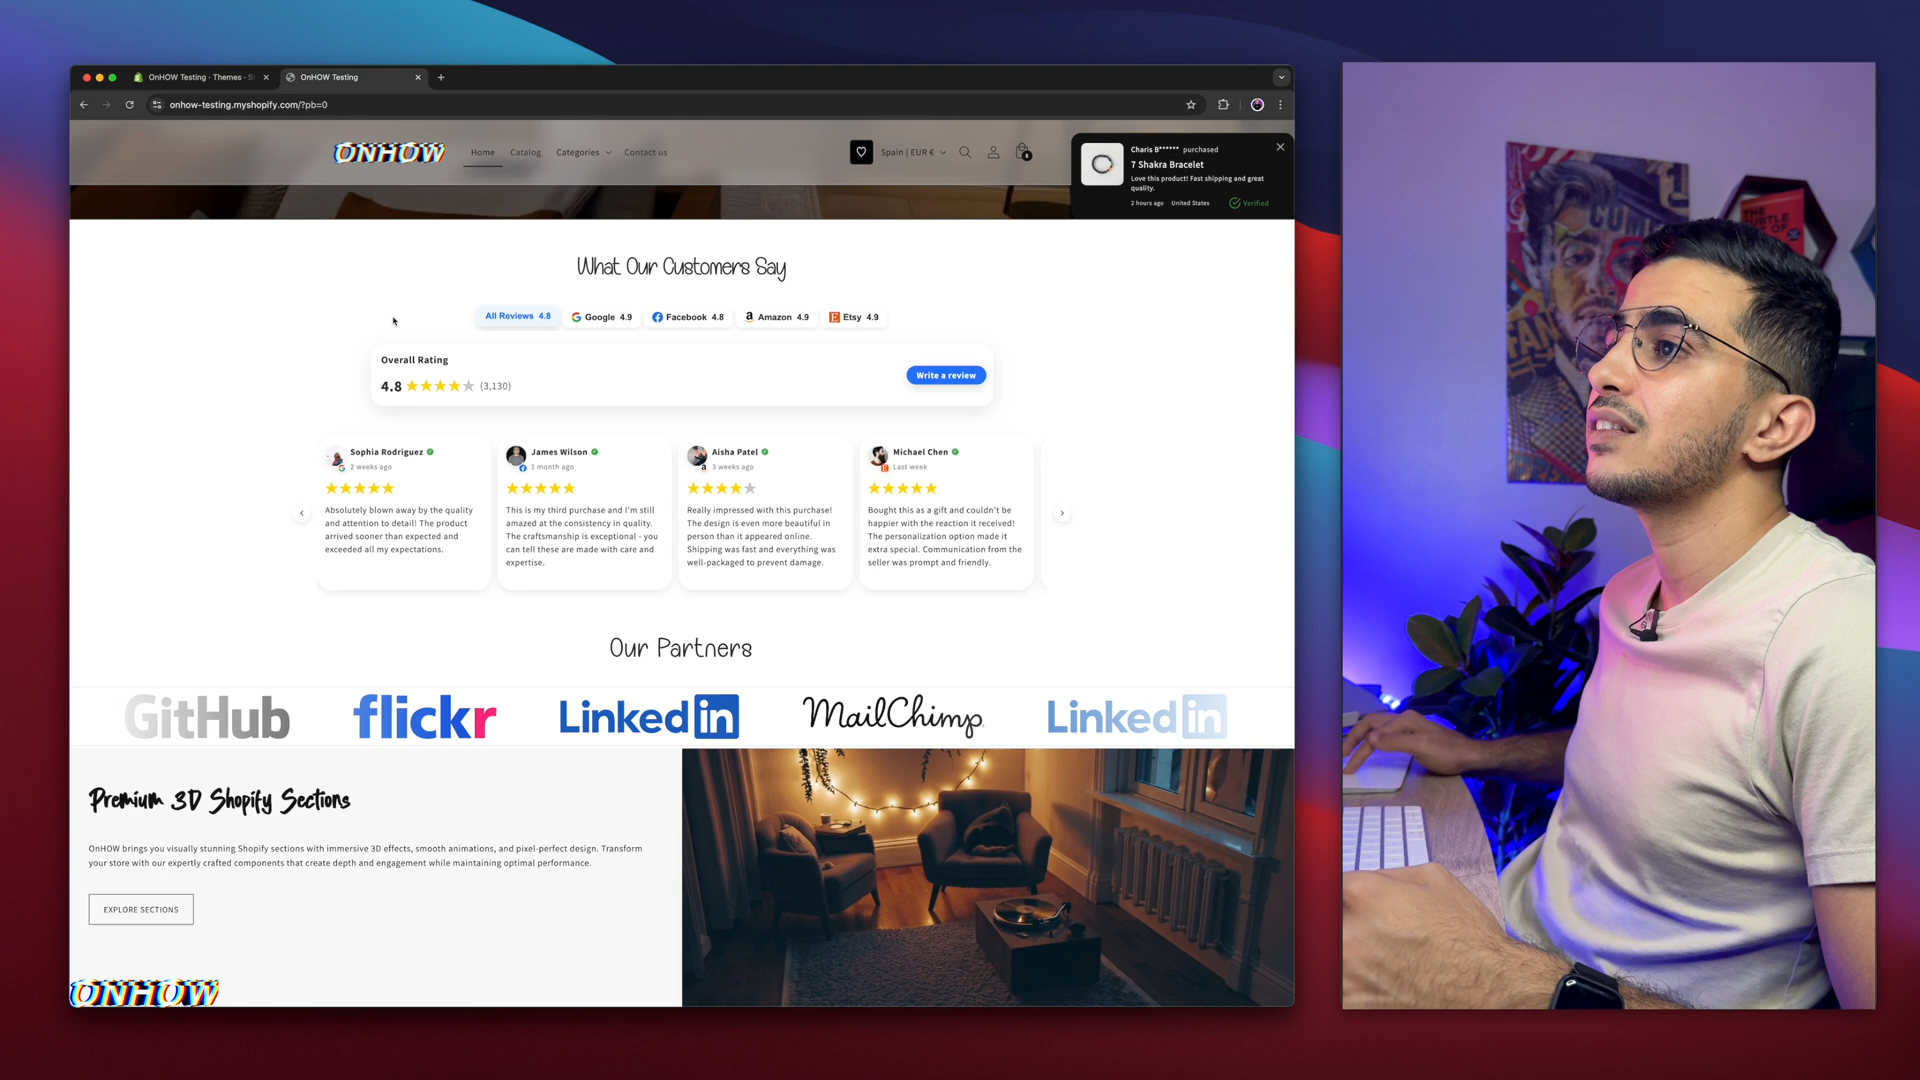 OnHOW Testing · Themes · S
OnHOW Testing
onhow-testing.myshopify.com/?pb=0
ONHOW
Home
Catalog
Categories
Contact us
Spain | EUR €
Charis B****** purchased
7 Shakra Bracelet
Love this product! Fast shipping and great
quality.
2 hours ago United States Verified
What Our Customers Say
All Reviews 4.8
Google 4.9
Facebook 4.8
Amazon 4.9
Etsy 4.9
Overall Rating
4.8 ★★★★★ (3,130)
Write a review
Sophia Rodriguez
2 weeks ago
Absolutely blown away by the quality
and attention to detail! The product
arrived sooner than expected and
exceeded all my expectations.
James Wilson
1 month ago
This is my third purchase and I'm still
amazed at the consistency in quality.
The craftsmanship is exceptional - you
can tell these are made with care and
expertise.
Aisha Patel
3 weeks ago
Really impressed with this purchase!
The design is even more beautiful in
person than it appeared online.
Shipping was fast and everything was
well-packaged to prevent damage.
Michael Chen
Last week
Bought this as a gift and couldn't be
happier with the reaction it received!
The personalization option made it
extra special. Communication from the
seller was prompt and friendly.
Our Partners
GitHub
flickr
Linked in
MailChimp
Linked in
Premium 3D Shopify Sections
OnHOW brings you visually stunning Shopify sections with immersive 3D effects, smooth animations, and pixel-perfect design. Transform
your store with our expertly crafted components that create depth and engagement while maintaining optimal performance.
EXPLORE SECTIONS
ONHOW
THE
SUBTLE